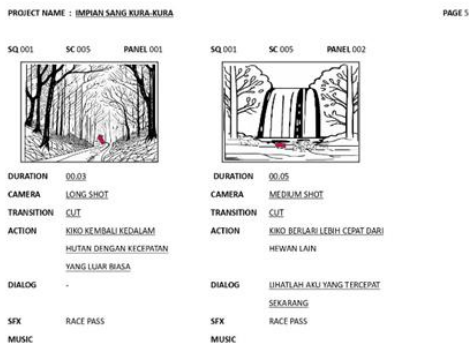 PROJECT NAME : IMPIAN SANG KURA-KURA
PAGE 5
SQ 001 SC 005 PANEL 001
DURATION 00.03
CAMERA LONG SHOT
TRANSITION CUT
ACTION KIKO KEMBALI KEDALAM
HUTAN DENGAN KECEPATAN
YANG LUAR BIASA
DIALOG -
SFX RACE PASS
MUSIC
SQ 001 SC 005 PANEL 002
DURATION 00.05
CAMERA MEDIUM SHOT
TRANSITION CUT
ACTION KIKO BERLARI LEBIH CEPAT DARI
HEWAN LAIN
DIALOG LIHATLAH AKU YANG TERCEPAT
SEKARANG
SFX RACE PASS
MUSIC